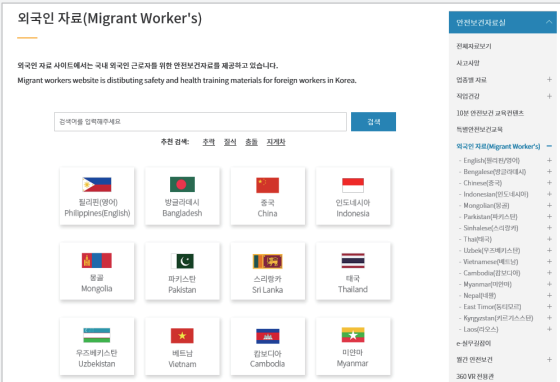 외국인 자료(Migrant Worker's)
외국인 자료 사이트에서는 국내 외국인 근로자를 위한 안전보건자료를 제공하고 있습니다.
Migrant workers website is distibuting safety and health training materials for foreign workers in Korea.
검색어를 입력해주세요
검색
추천 검색: 추락 질식 충돌 지게차
필리핀(영어)
Philippines(English)
방글라데시
Bangladesh
중국
China
인도네시아
Indonesia
몽골
Mongolia
파키스탄
Pakistan
스리랑카
Sri Lanka
태국
Thailand
우즈베키스탄
Uzbekistan
베트남
Vietnam
캄보디아
Cambodia
미얀마
Myanmar
안전보건자료실
전체자료보기
사고사망
업종별 자료 +
직업건강 +
10분 안전보건 교육컨텐츠
특별안전보건교육
외국인 자료(Migrant Worker's) −
- English(필리핀/영어) +
- Bengalese(방글라데시) +
- Chinese(중국) +
- Indonesian(인도네시아) +
- Mongolian(몽골) +
- Parkistan(파키스탄) +
- Sinhalese(스리랑카) +
- Thai(태국) +
- Uzbek(우즈베키스탄) +
- Vietnamese(베트남) +
- Cambodia(캄보디아) +
- Myanmar(미얀마) +
- Nepal(네팔) +
- East Timor(동티모르) +
- Kyrgyzstan(키르기스스탄) +
- Laos(라오스) +
e-실무길잡이
월간 안전보건 +
360 VR 전용관